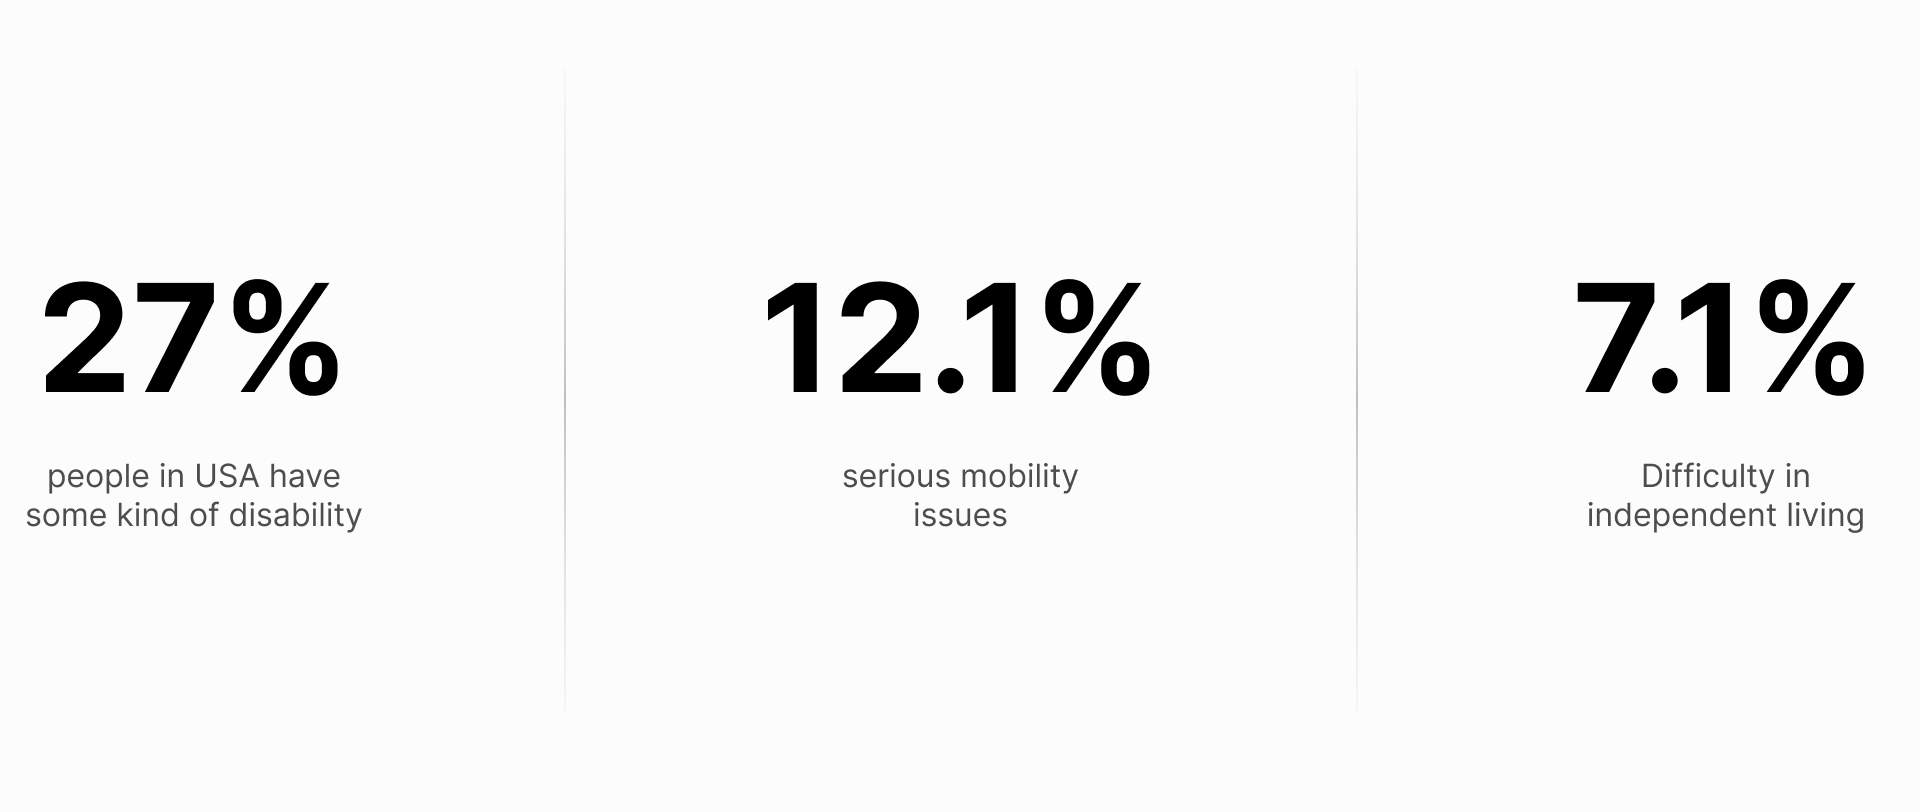 27%
people in USA have
some kind of disability
12.1%
serious mobility
issues
7.1%
Difficulty in
independent living